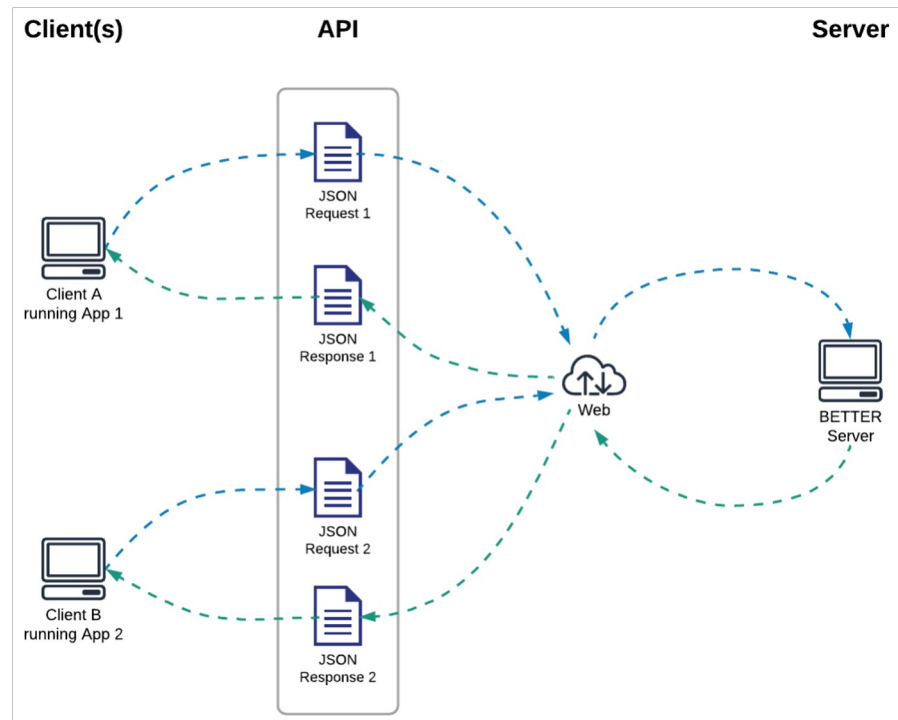 Client(s)
API
Server
JSON
Request 1
Client A
running App 1
JSON
Response 1
Web
BETTER
Server
JSON
Request 2
Client B
running App 2
JSON
Response 2